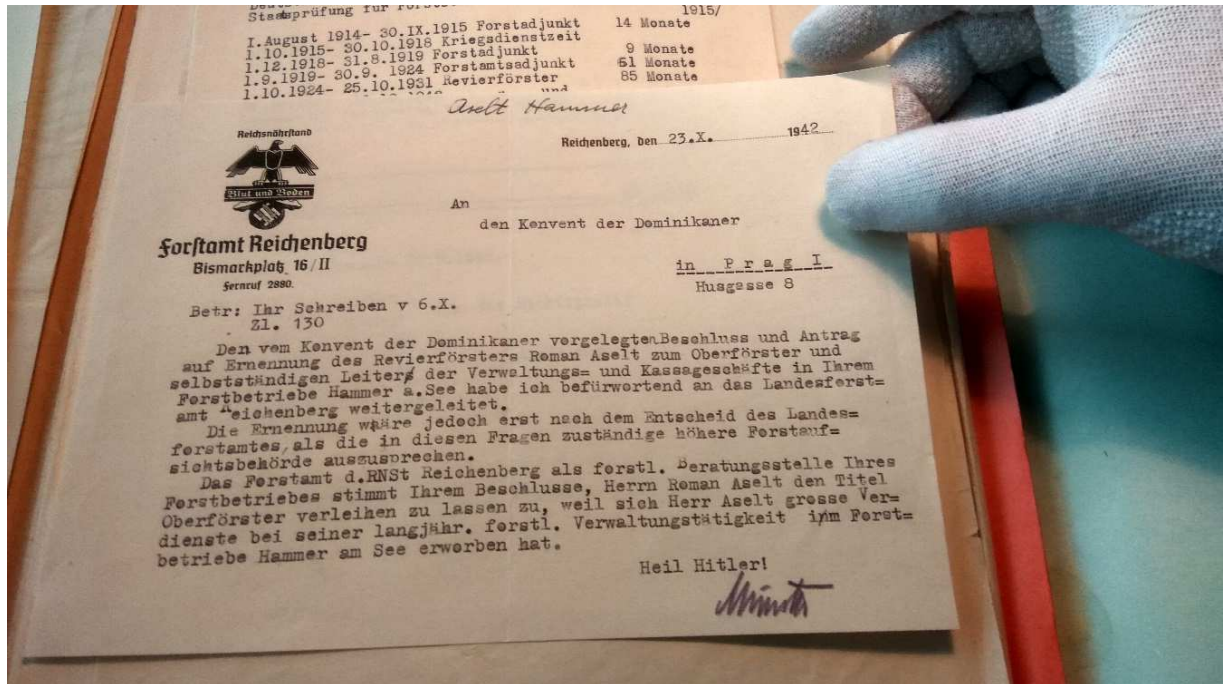 Staatsprüfung für
1915/
I.August 1914- 30.IX.1915 Forstadjunkt 14 Monate
1.10.1915- 30.10.1918 Kriegsdienstzeit
1.12.1918- 31.8.1919 Forstadjunkt 9 Monate
1.9.1919- 30.9. 1924 Forstamtsadjunkt 61 Monate
1.10.1924- 25.10.1931 Revierförster 85 Monate
und
Aselt Hammer
Reichsnährstand
Reichenberg, den 23.X. 1942
Blut und Boden
An
den Konvent der Dominikaner
Forstamt Reichenberg
Bismarkplatz 16/II
Fernruf 2880.
in Prag I
Husgasse 8
Betr: Ihr Schreiben v 6.X.
Zl. 130
Den vom Konvent der Dominikaner vorgelegten Beschluss und Antrag
auf Ernennung des Revierförsters Roman Aselt zum Oberförster und
selbstständigen Leiter der Verwaltungs= und Kassageschäfte in Ihrem
Forstbetriebe Hammer a.See habe ich befürwortend an das Landesforst=
amt Reichenberg weitergeleitet.
Die Ernennung wäre jedoch erst nach dem Entscheid des Landes=
forstamtes, als die in diesen Fragen zuständige höhere Forstauf=
sichtsbehörde auszusprechen.
Das Forstamt d.RNSt Reichenberg als forstl. Beratungsstelle Ihres
Forstbetriebes stimmt Ihrem Beschlusse, Herrn Roman Aselt den Titel
Oberförster verleihen zu lassen zu, weil sich Herr Aselt grosse Ver=
dienste bei seiner langjähr. forstl. Verwaltungstätigkeit im Forst=
betriebe Hammer am See erworben hat.
Heil Hitler!